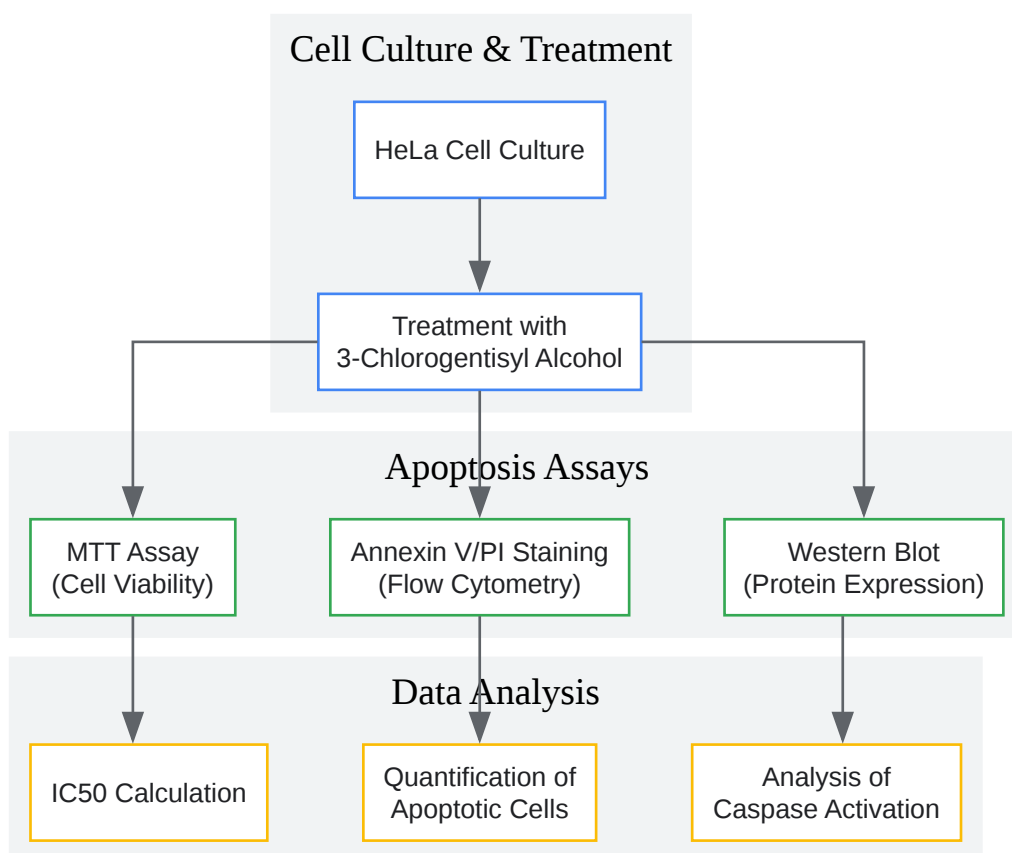 Cell Culture & Treatment
HeLa Cell Culture
Treatment with
3-Chlorogentisyl Alcohol
Apoptosis Assays
MTT Assay
(Cell Viability)
Annexin V/PI Staining
(Flow Cytometry)
Western Blot
(Protein Expression)
Data Analysis
IC50 Calculation
Quantification of
Apoptotic Cells
Analysis of
Caspase Activation